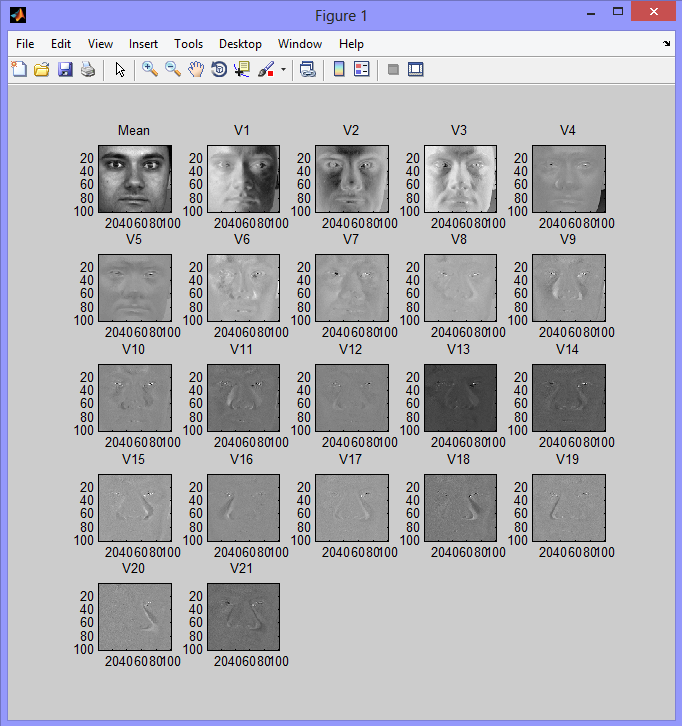 Figure 1
File Edit View Insert Tools Desktop Window Help
Mean V1 V2 V3 V4
20 20 20 20 20
40 40 40 40 40
60 60 60 60 60
80 80 80 80 80
100 100 100 100 100
20406080100 20406080100 20406080100 20406080100 20406080100
V5 V6 V7 V8 V9
20 20 20 20 20
40 40 40 40 40
60 60 60 60 60
80 80 80 80 80
100 100 100 100 100
20406080100 20406080100 20406080100 20406080100 20406080100
V10 V11 V12 V13 V14
20 20 20 20 20
40 40 40 40 40
60 60 60 60 60
80 80 80 80 80
100 100 100 100 100
20406080100 20406080100 20406080100 20406080100 20406080100
V15 V16 V17 V18 V19
20 20 20 20 20
40 40 40 40 40
60 60 60 60 60
80 80 80 80 80
100 100 100 100 100
20406080100 20406080100 20406080100 20406080100 20406080100
V20 V21
20 20
40 40
60 60
80 80
100 100
20406080100 20406080100